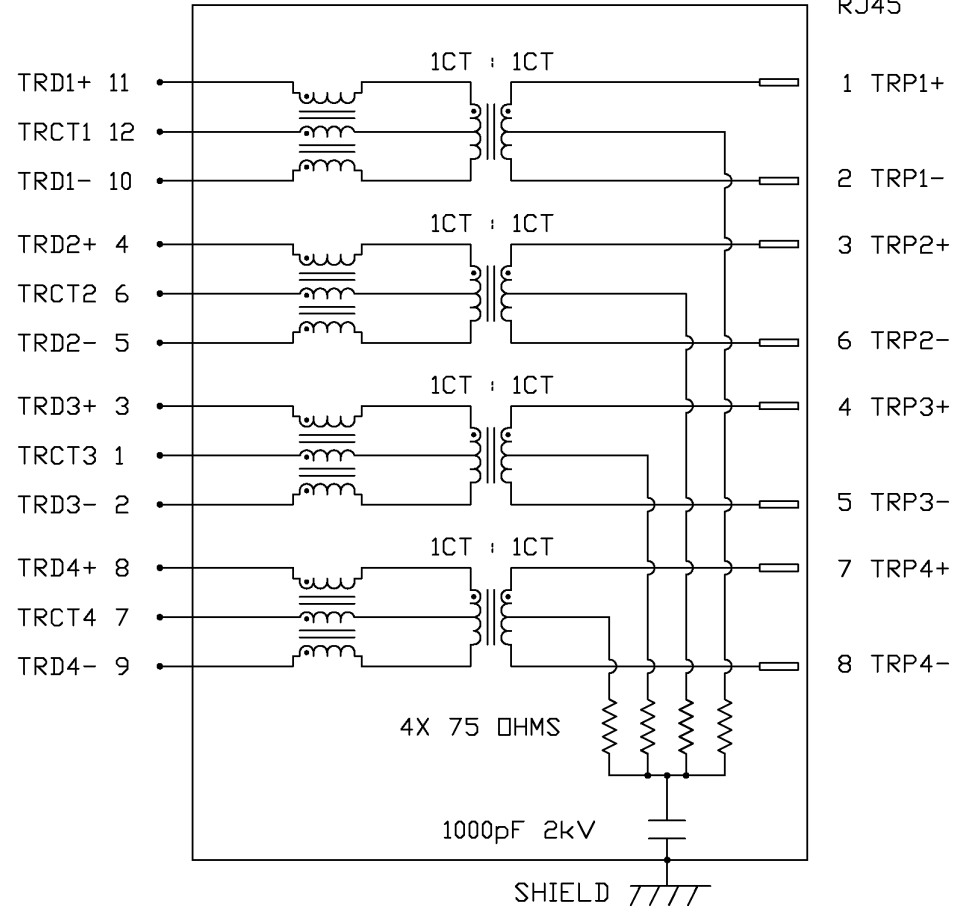 RJ45
1CT : 1CT
TRD1+ 11
1 TRP1+
TRCT1 12
TRD1- 10
2 TRP1-
1CT : 1CT
TRD2+ 4
3 TRP2+
TRCT2 6
TRD2- 5
6 TRP2-
1CT : 1CT
TRD3+ 3
4 TRP3+
TRCT3 1
TRD3- 2
5 TRP3-
1CT : 1CT
TRD4+ 8
7 TRP4+
TRCT4 7
TRD4- 9
8 TRP4-
4X 75 OHMS
1000pF 2kV
SHIELD